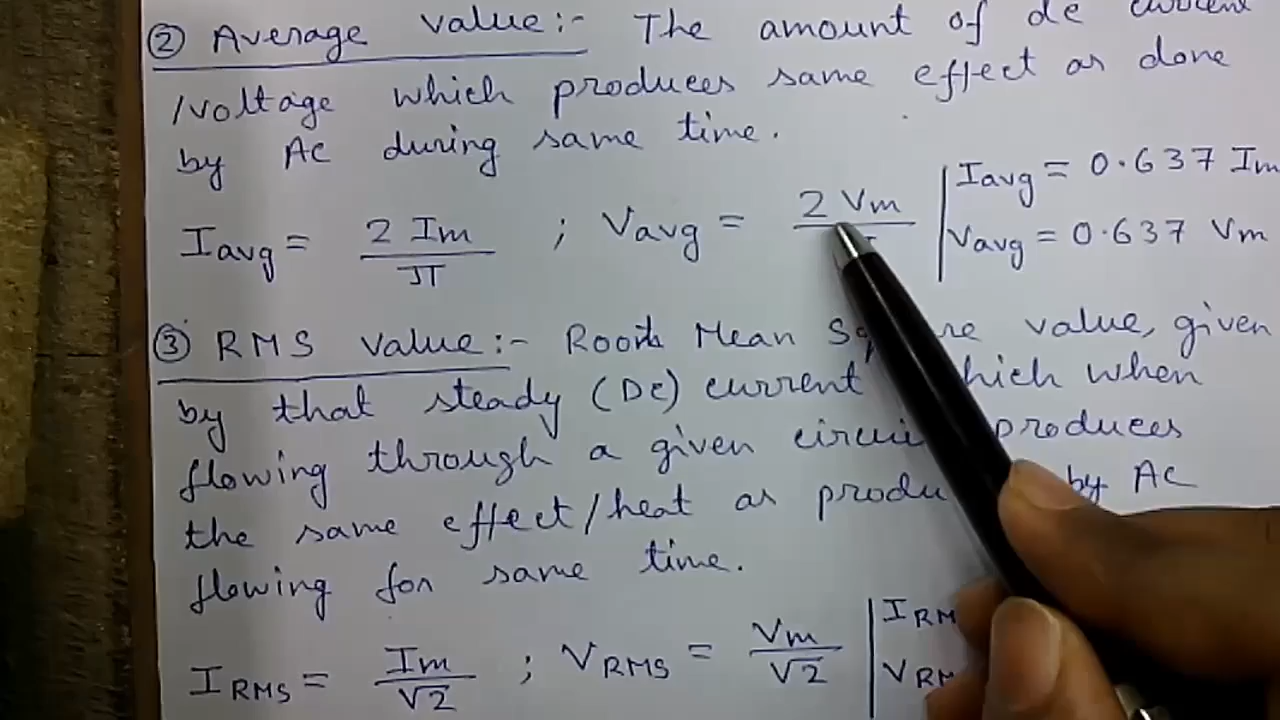 ② Average value:- The amount of dc current
/voltage which produces same effect as done
by AC during same time.
Iavg = 2 Im / π ; Vavg = 2 Vm | Iavg = 0.637 Im
Vavg = 0.637 Vm
③ RMS value:- Root Mean value, given
by that steady (DC) current which when
flowing through a given produces
the same effect/heat as by AC
flowing for same time.
I RMS = Im / √2 ; V RMS = Vm / √2 |